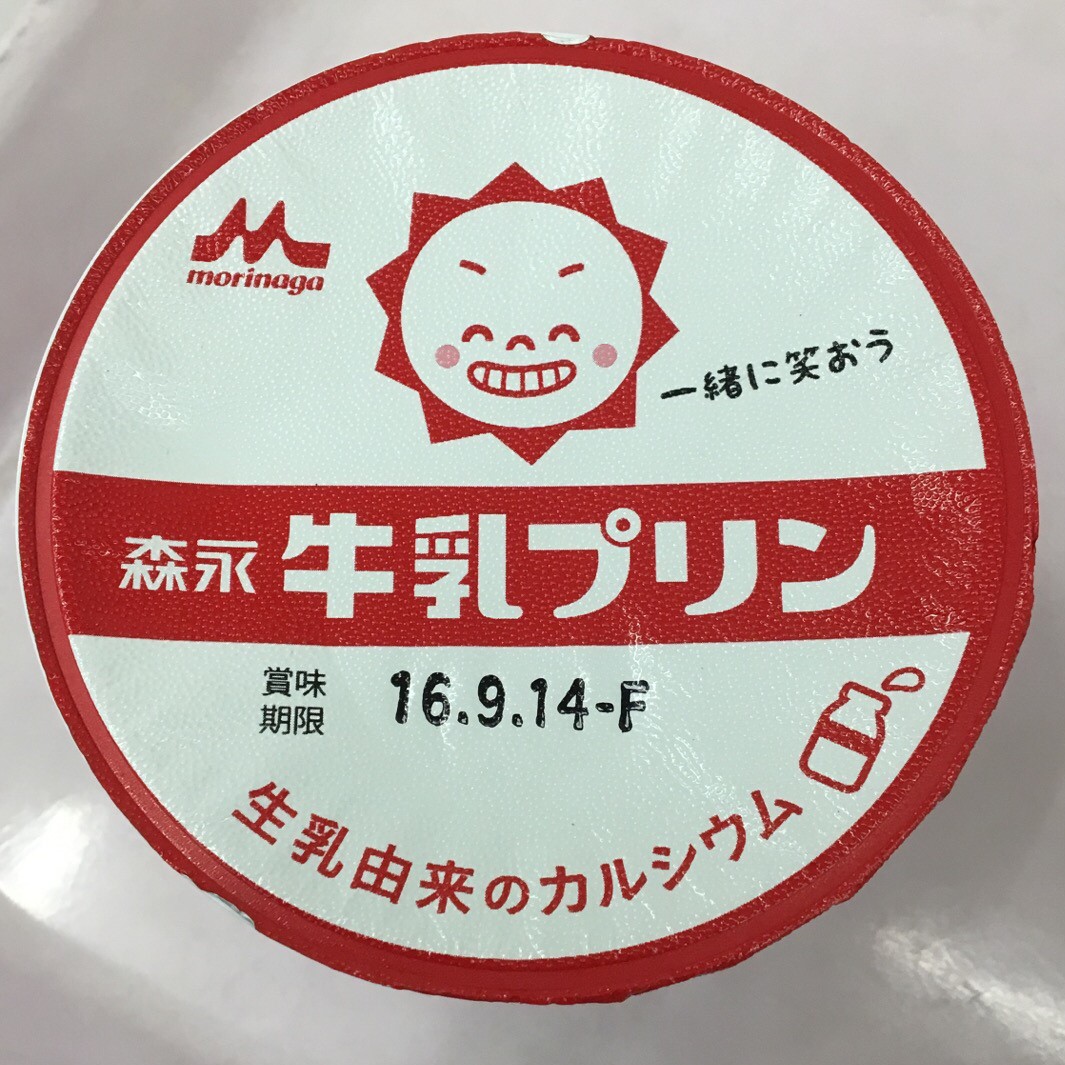 morinaga
一緒に笑おう
森永 牛乳プリン
賞味
期限
16.9.14-F
生乳由来のカルシウム